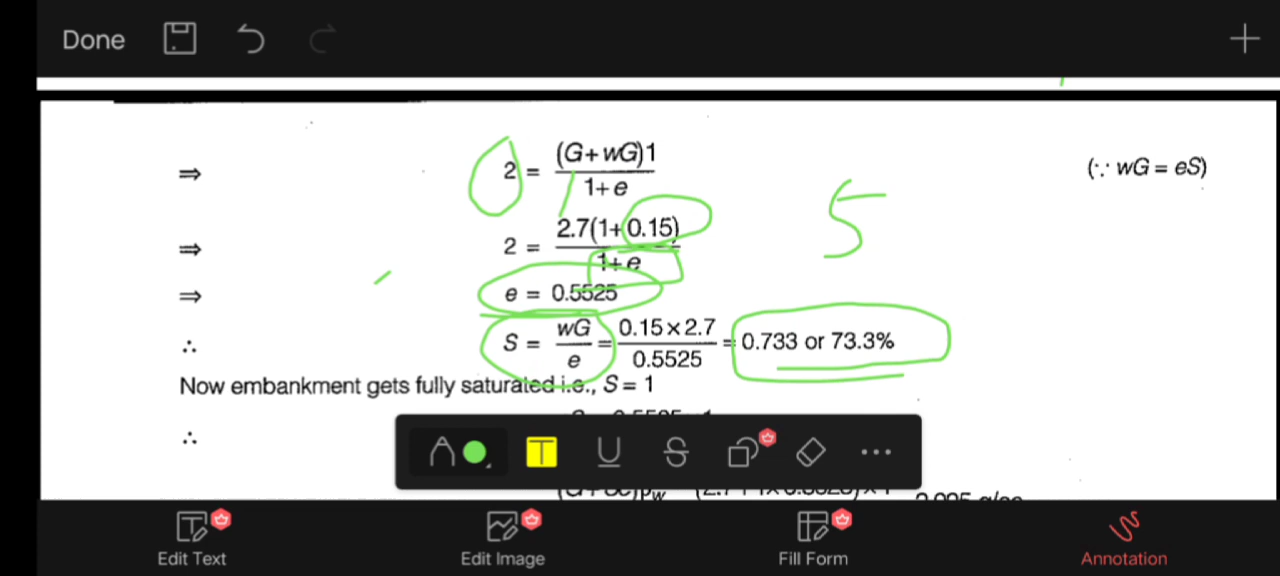 Done
⇒ 2 = (G+wG)1 / 1+e (∵ wG = eS)
⇒ 2 = 2.7(1+0.15) / 1+e
5
⇒ e = 0.5525
∴ S = wG / e = 0.15×2.7 / 0.5525 = 0.733 or 73.3%
Now embankment gets fully saturated i.e., S = 1
∴
Edit Text Edit Image Fill Form Annotation